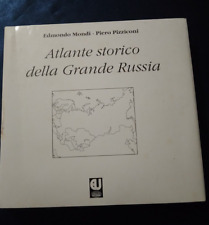 Edmondo Mondi - Piero Pizziconi
Atlante storico
della Grande Russia